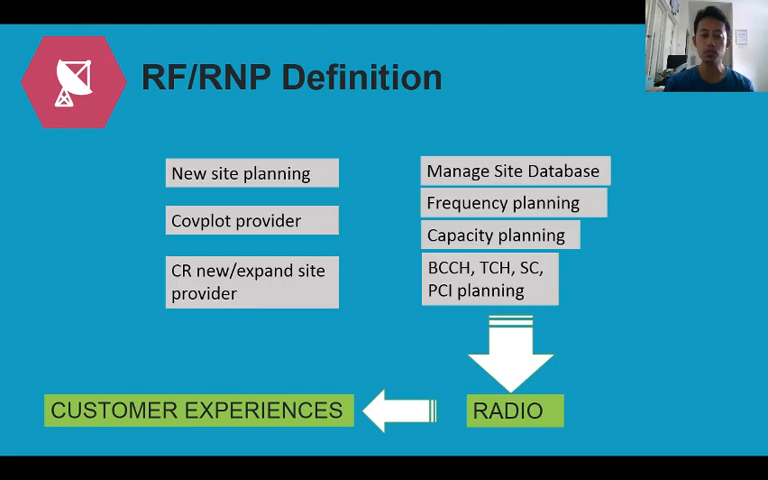 RF/RNP Definition
New site planning
Covplot provider
CR new/expand site
provider
Manage Site Database
Frequency planning
Capacity planning
BCCH, TCH, SC,
PCI planning
CUSTOMER EXPERIENCES
RADIO